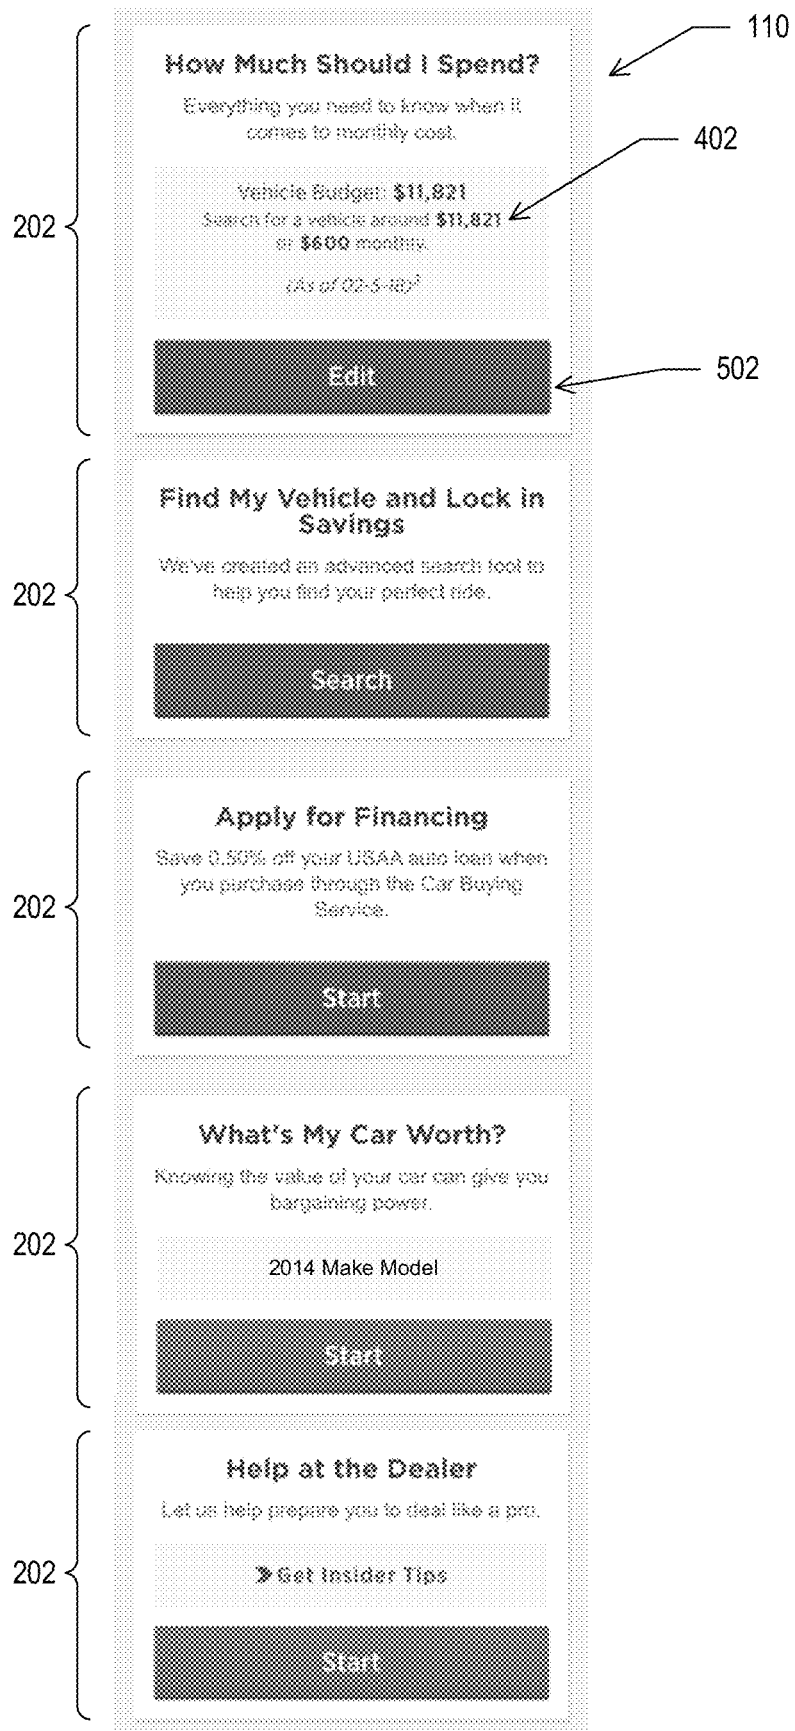 110
How Much Should I Spend?
Everything you need to know when it
comes to monthly cost.
402
Vehicle Budget: $11,821
Search for a vehicle around $11,821
or $600 monthly.
202
(As of 02-5-18)¹
Edit
502
Find My Vehicle and Lock in
Savings
We've created an advanced search tool to
help you find your perfect ride.
202
Search
Apply for Financing
Save 0.50% off your USAA auto loan when
you purchase through the Car Buying
Service.
202
Start
What's My Car Worth?
Knowing the value of your car can give you
bargaining power.
202
2014 Make Model
Start
Help at the Dealer
Let us help prepare you to deal like a pro.
202
Get Insider Tips
Start